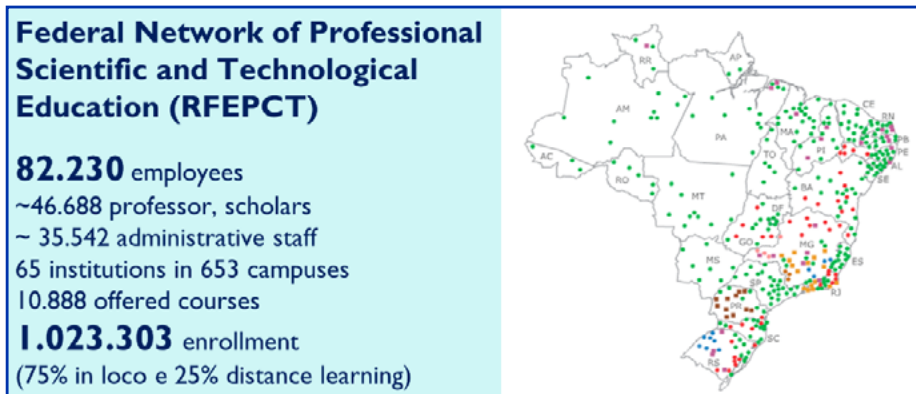 Federal Network of Professional
Scientific and Technological
Education (RFEPCT)
82.230 employees
~46.688 professor, scholars
~ 35.542 administrative staff
65 institutions in 653 campuses
10.888 offered courses
1.023.303 enrollment
(75% in loco e 25% distance learning)
RR
AP
AM
PA
MA
CE
RN
PB
PE
AL
SE
PI
AC
RO
TO
BA
MT
DF
GO
MG
ES
MS
SP
RJ
PR
SC
RS